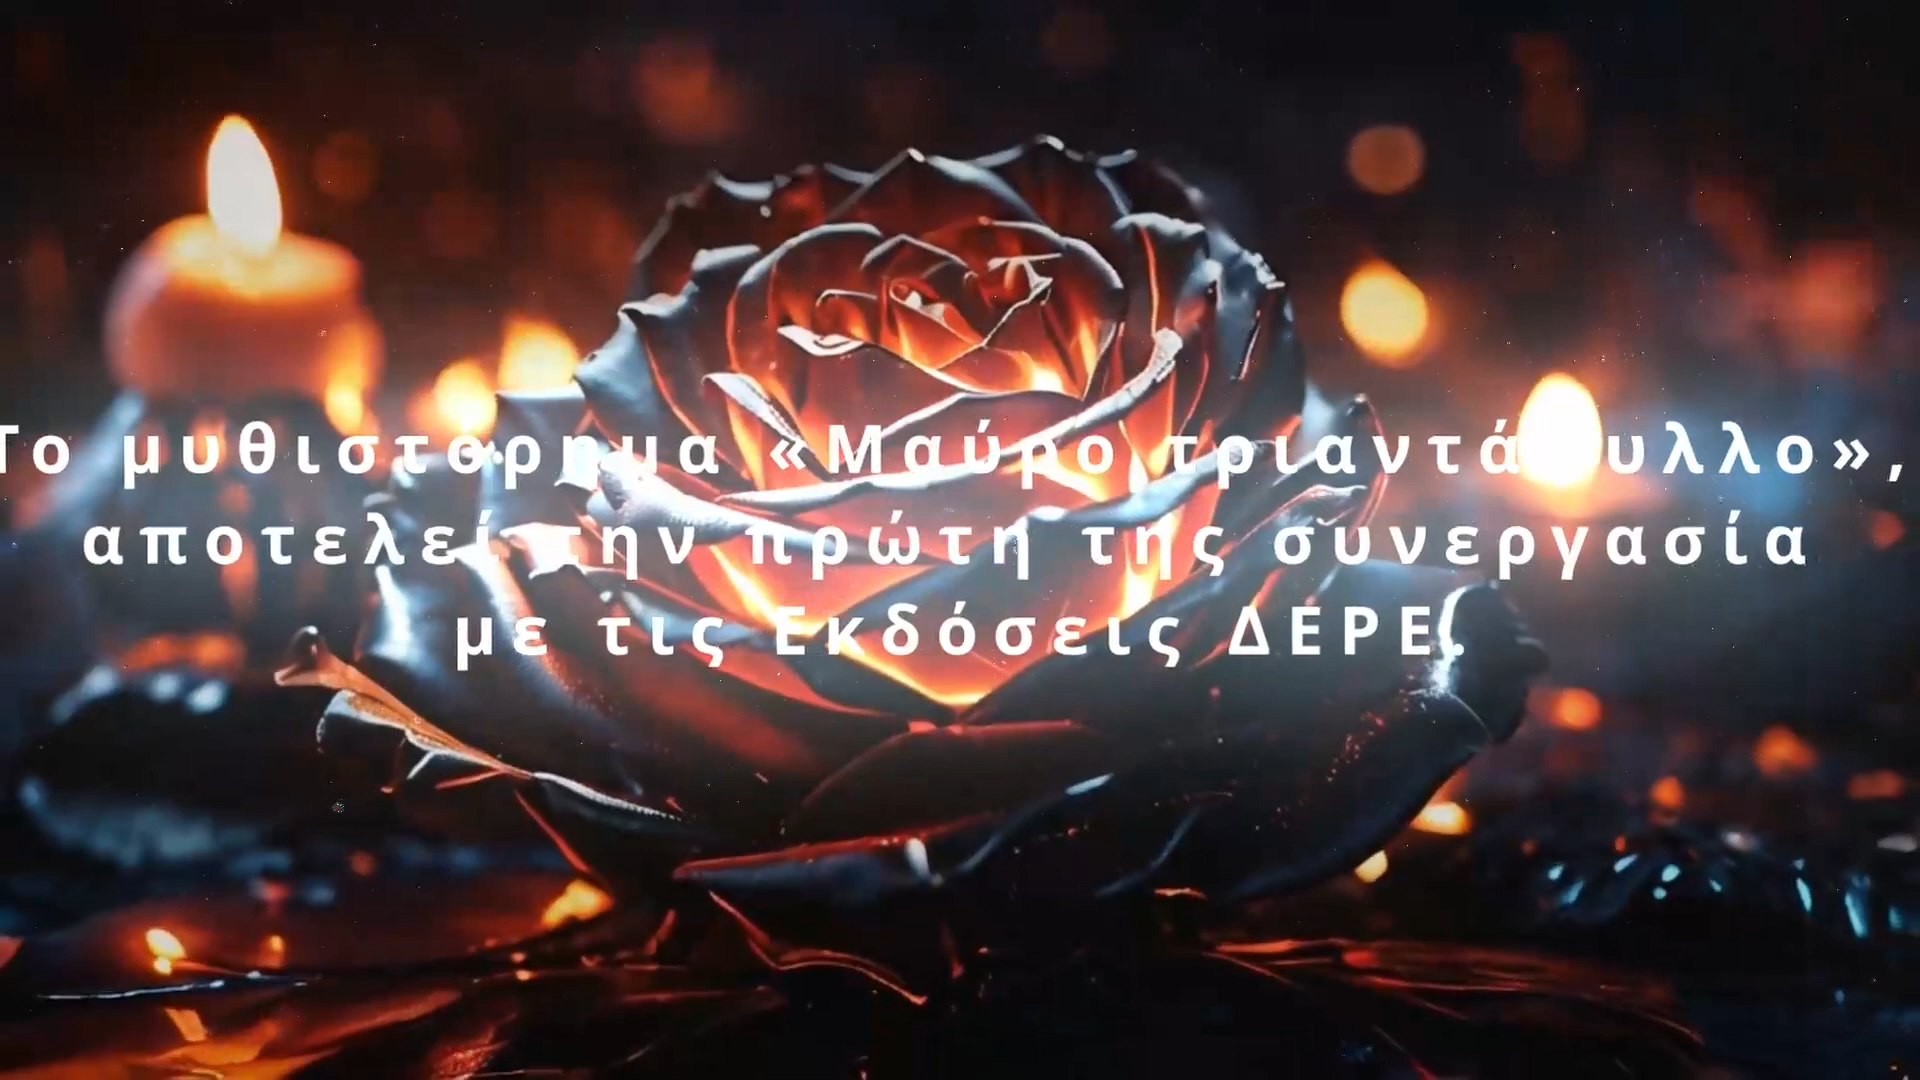 Το μυθιστόρημα «Μαύρο τριαντάφυλλο»,
αποτελεί την πρώτη της συνεργασία
με τις Εκδόσεις ΔΕΡΕ.